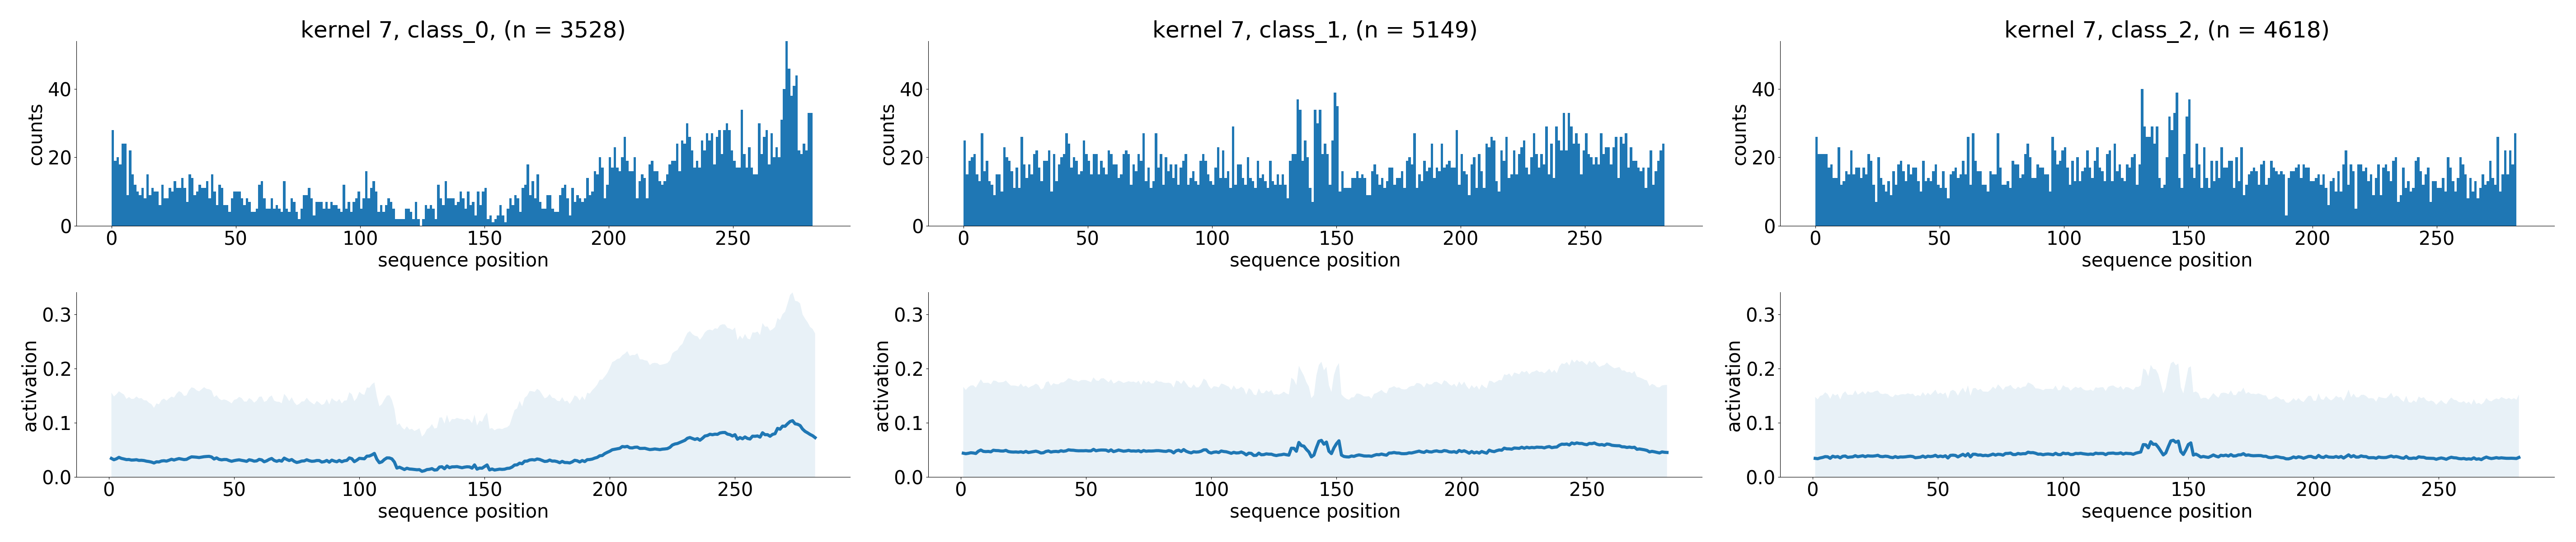 kernel 7, class_0, (n = 3528)
counts
40
20
0
0 50 100 150 200 250
sequence position
kernel 7, class_1, (n = 5149)
counts
40
20
0
0 50 100 150 200 250
sequence position
kernel 7, class_2, (n = 4618)
counts
40
20
0
0 50 100 150 200 250
sequence position
activation
0.3
0.2
0.1
0.0
0 50 100 150 200 250
sequence position
activation
0.3
0.2
0.1
0.0
0 50 100 150 200 250
sequence position
activation
0.3
0.2
0.1
0.0
0 50 100 150 200 250
sequence position